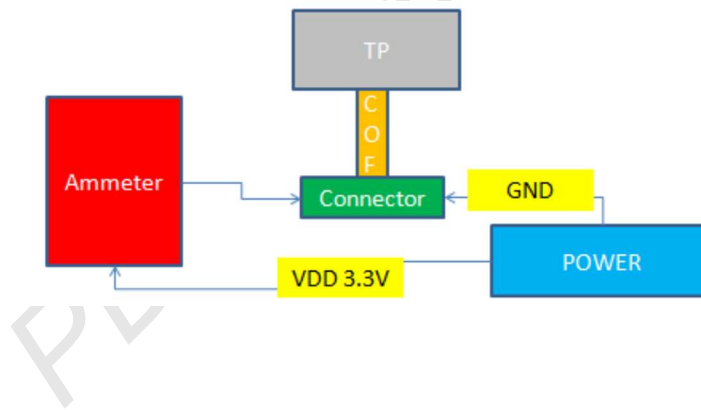 TP
C
O
F
Ammeter
Connector
GND
POWER
VDD 3.3V